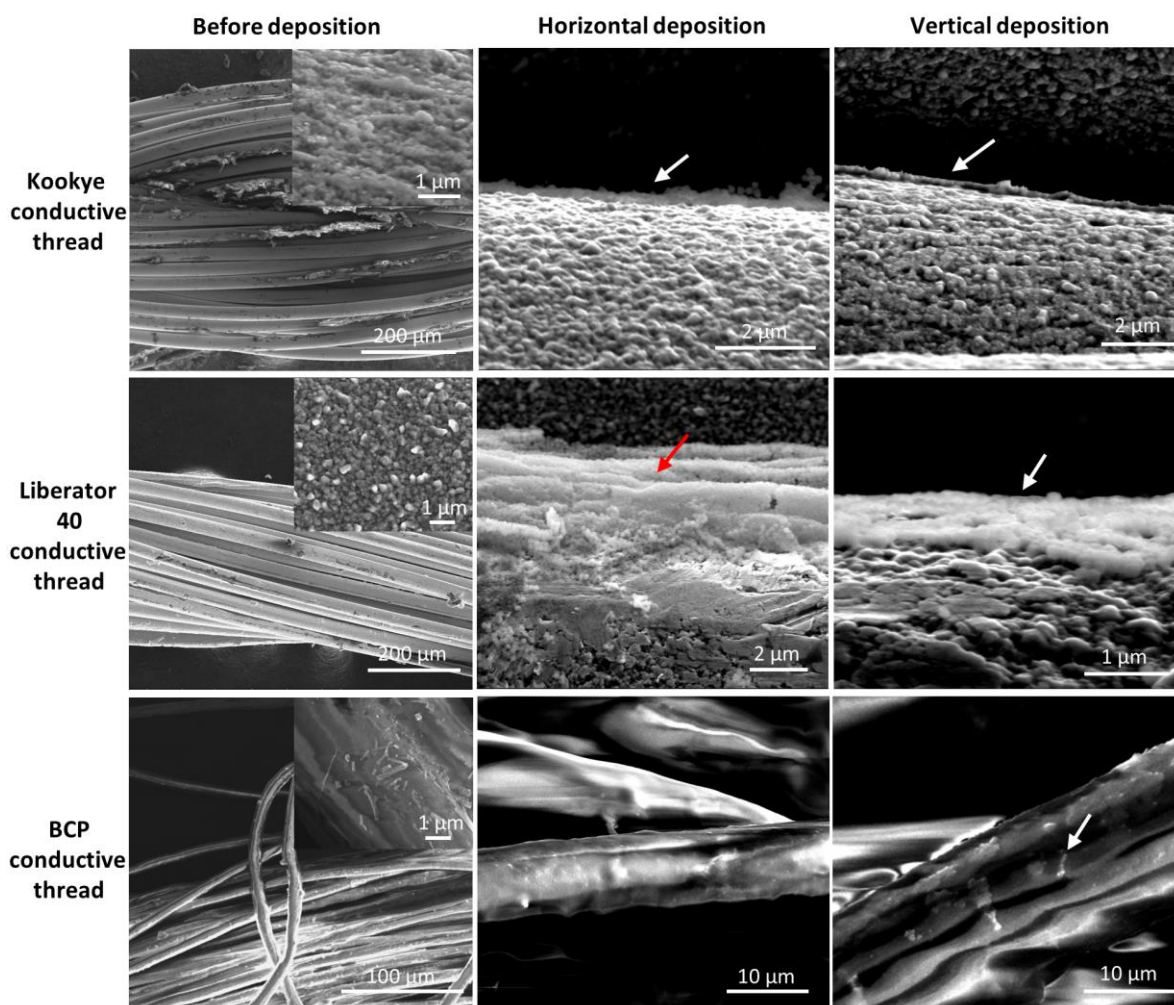 Before deposition
Horizontal deposition
Vertical deposition
Kookye
conductive
thread
1 µm
200 µm
2 µm
2 µm
Liberator
40
conductive
thread
1 µm
200 µm
2 µm
1 µm
BCP
conductive
thread
1 µm
100 µm
10 µm
10 µm